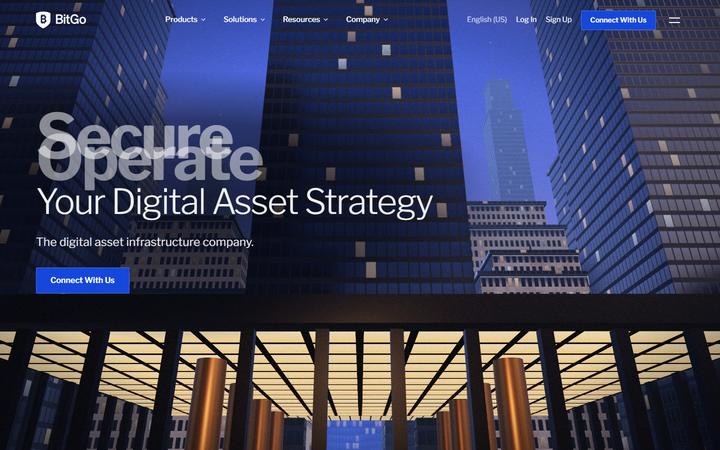 BitGo
Products
Solutions
Resources
Company
English (US)
Log In
Sign Up
Connect With Us
Secure
Operate
Your Digital Asset Strategy
The digital asset infrastructure company.
Connect With Us